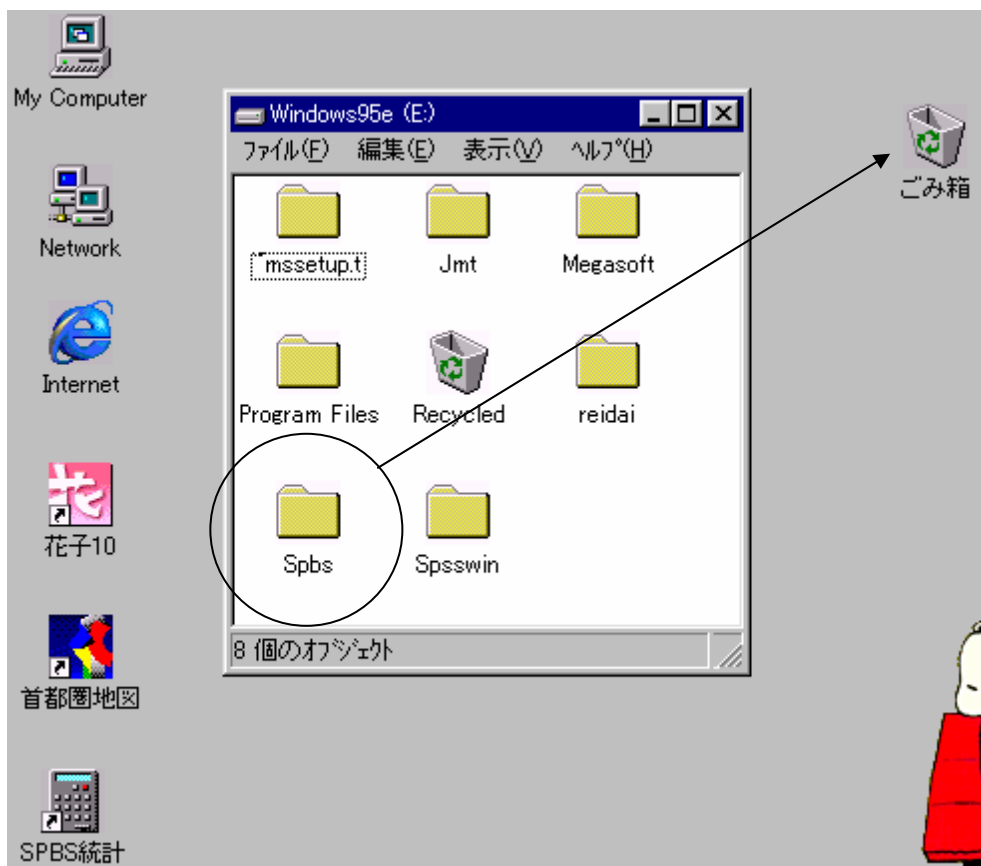 My Computer
Network
Internet
花子10
首都圏地図
SPBS統計
Windows95e (E:)
ファイル(F) 編集(E) 表示(V) ヘルプ(H)
~mssetup.t Jmt Megasoft
Program Files Recycled reidai
Spbs Spsswin
8 個のオブジェクト
ごみ箱